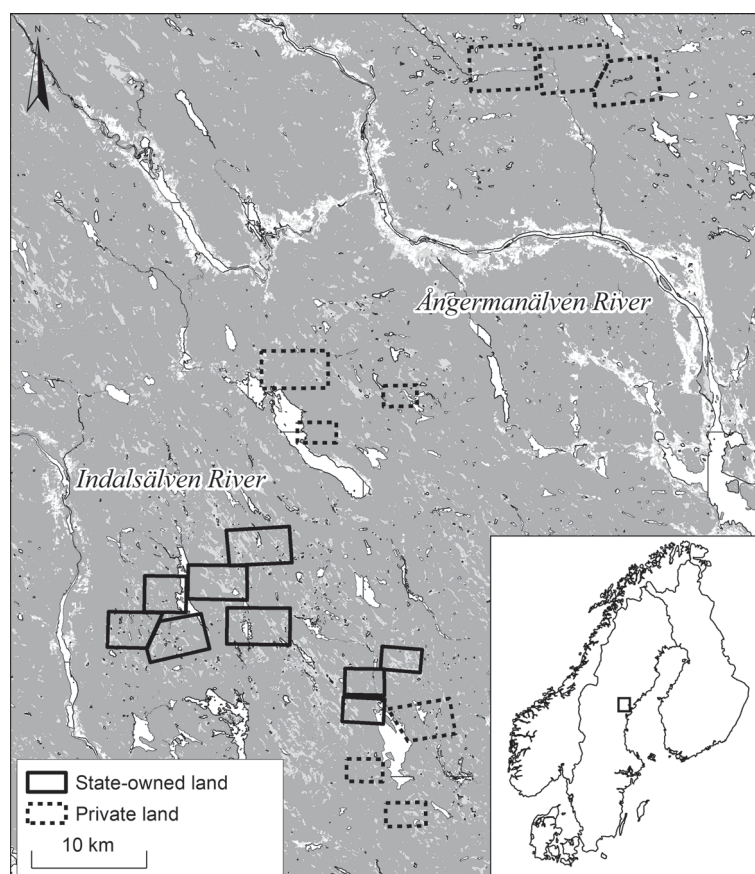 N
Ångermanälven River
Indalsälven River
State-owned land
Private land
10 km